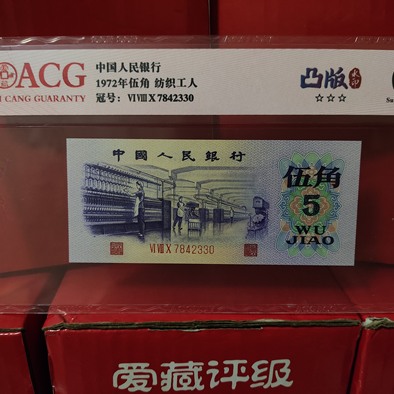 ACG
CANG GUARANTY
中国人民银行
1972年伍角 纺织工人
冠号：VI VIII X 7842330
凸版
☆☆☆
Su
中國人民銀行
伍角
5
WU
JIAO
VI VIII X 7842330
爱藏评级